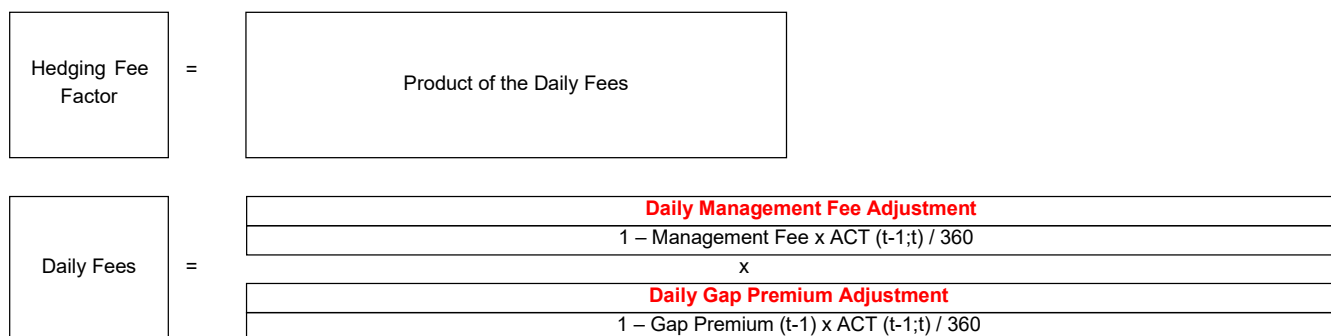 Hedging Fee
Factor
=
Product of the Daily Fees
Daily Fees
=
Daily Management Fee Adjustment
1 – Management Fee x ACT (t-1;t) / 360
x
Daily Gap Premium Adjustment
1 – Gap Premium (t-1) x ACT (t-1;t) / 360